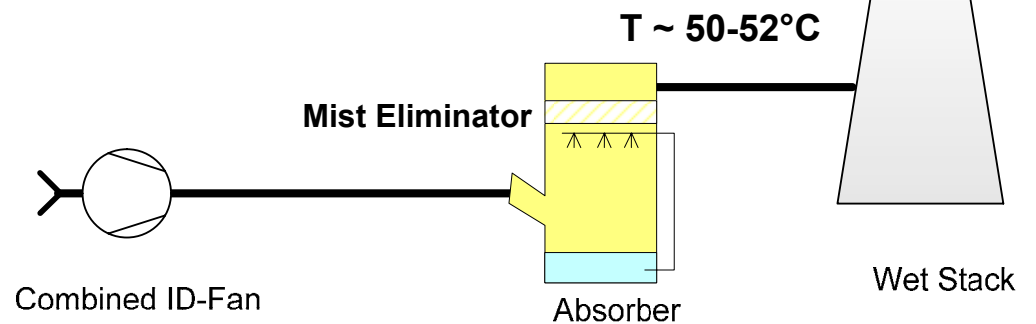 T ~ 50-52°C
Mist Eliminator
Combined ID-Fan
Absorber
Wet Stack